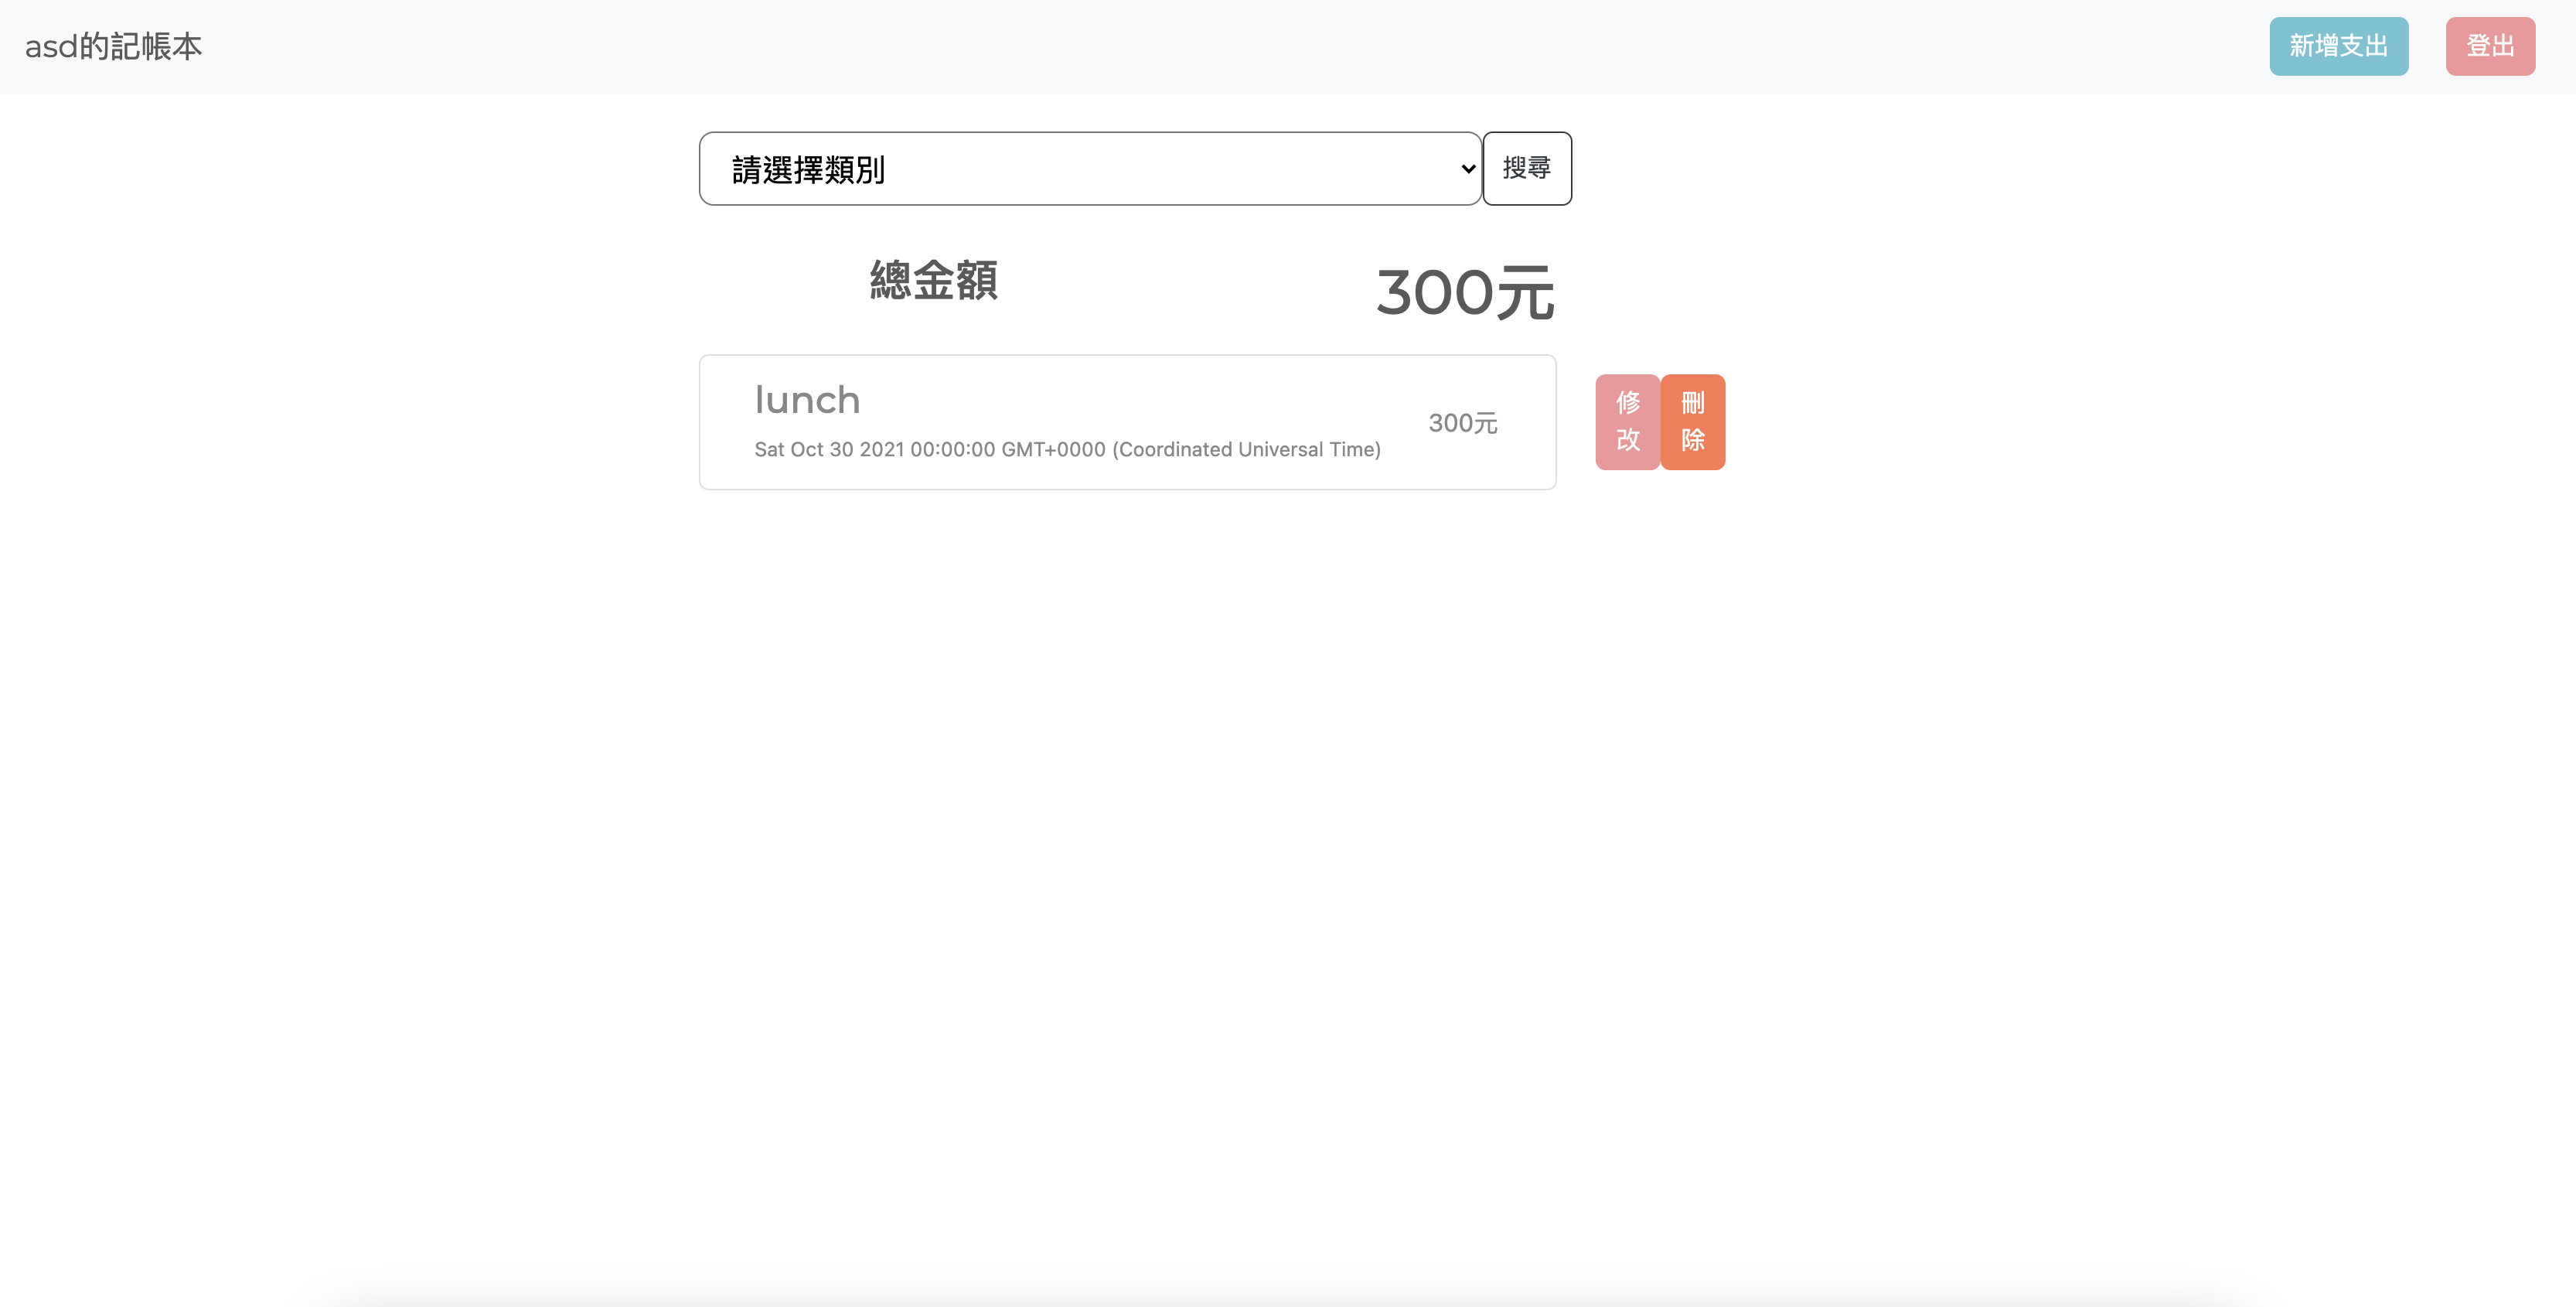 asd的記帳本
新增支出
登出
請選擇類別
搜尋
總金額
300元
lunch
Sat Oct 30 2021 00:00:00 GMT+0000 (Coordinated Universal Time)
300元
修
改
刪
除